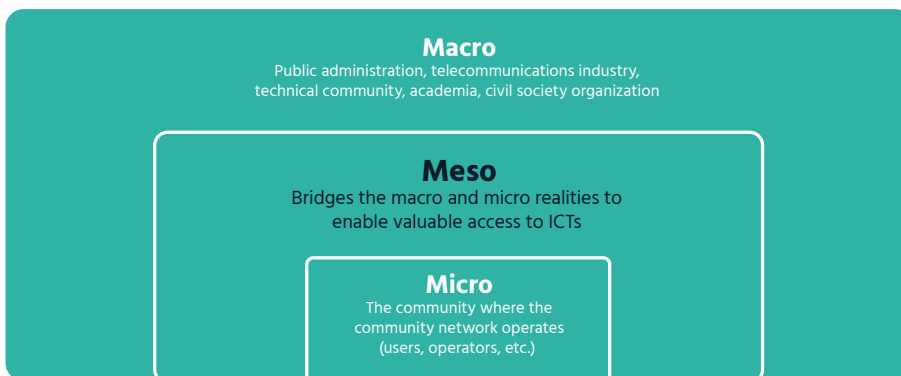 Macro
Public administration, telecommunications industry,
technical community, academia, civil society organization
Meso
Bridges the macro and micro realities to
enable valuable access to ICTs
Micro
The community where the
community network operates
(users, operators, etc.)